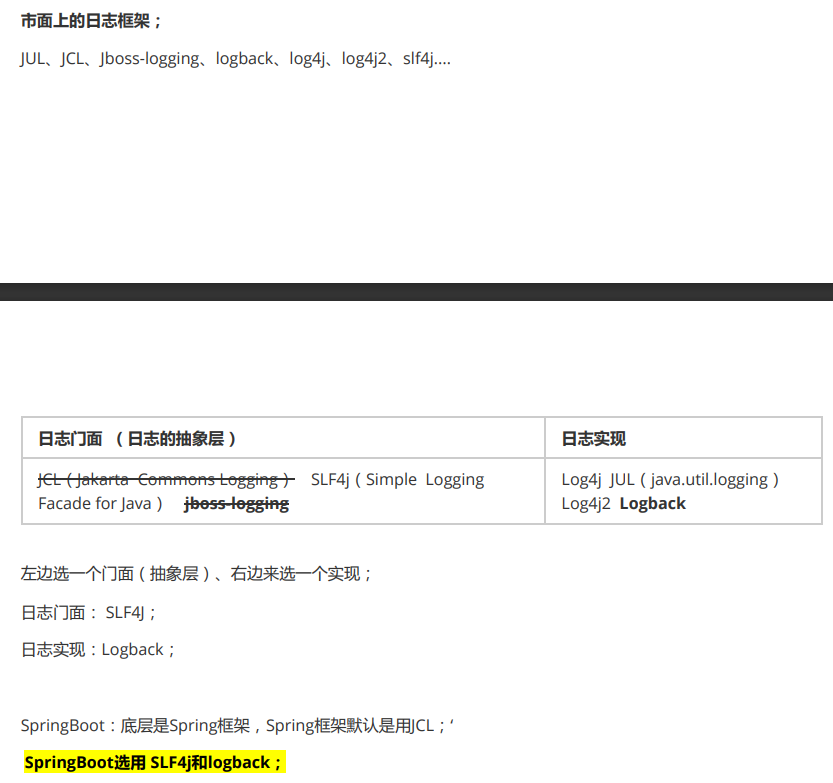 市面上的日志框架；
JUL、JCL、Jboss-logging、logback、log4j、log4j2、slf4j....
日志门面 （日志的抽象层）
日志实现
JCL（Jakarta Commons Logging） SLF4j（Simple Logging
Facade for Java） jboss-logging
Log4j JUL（java.util.logging）
Log4j2 Logback
左边选一个门面（抽象层）、右边来选一个实现；
日志门面： SLF4J；
日志实现：Logback；
SpringBoot：底层是Spring框架，Spring框架默认是用JCL；‘
SpringBoot选用 SLF4j和logback；